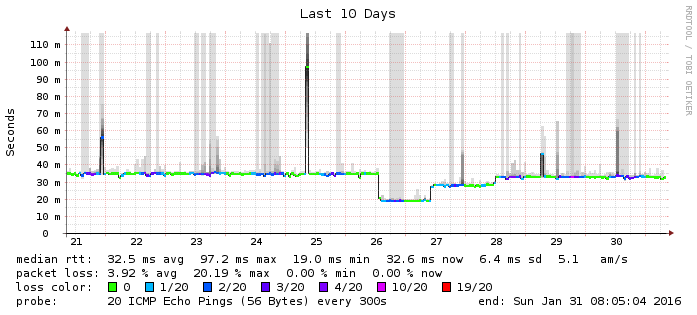 Last 10 Days
RRDTOOL / TOBI OETIKER
Seconds
110 m
100 m
90 m
80 m
70 m
60 m
50 m
40 m
30 m
20 m
10 m
0
21 22 23 24 25 26 27 28 29 30
median rtt: 32.5 ms avg 97.2 ms max 19.0 ms min 32.6 ms now 6.4 ms sd 5.1 am/s
packet loss: 3.92 % avg 20.19 % max 0.00 % min 0.00 % now
loss color: 0 1/20 2/20 3/20 4/20 10/20 19/20
probe: 20 ICMP Echo Pings (56 Bytes) every 300s end: Sun Jan 31 08:05:04 2016